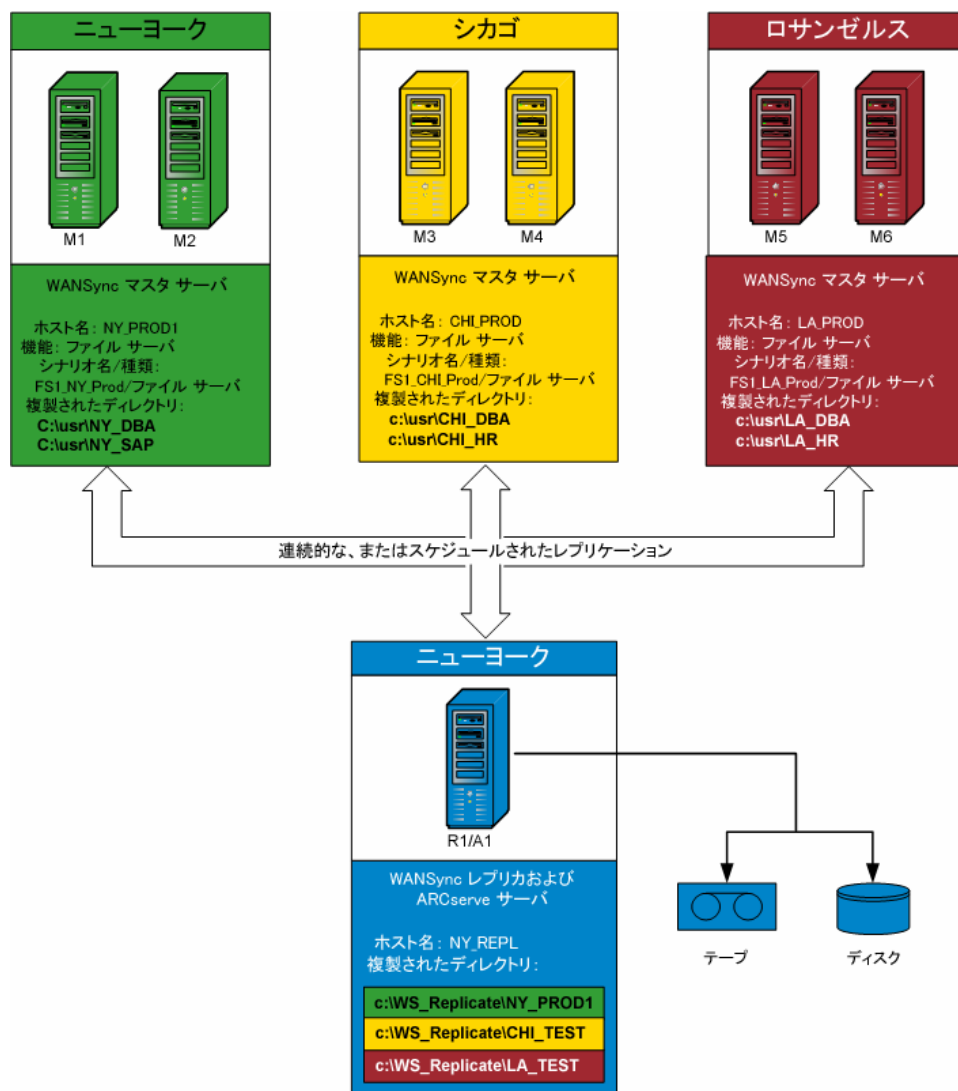 ニューヨーク
M1
M2
WANSync マスタ サーバ
ホスト名: NY_PROD1
機能: ファイル サーバ
シナリオ名/種類:
FS1_NY_Prod/ファイル サーバ
複製されたディレクトリ:
C:\usr\NY_DBA
C:\usr\NY_SAP
シカゴ
M3
M4
WANSync マスタ サーバ
ホスト名: CHI_PROD
機能: ファイル サーバ
シナリオ名/種類:
FS1_CHI_Prod/ファイル サーバ
複製されたディレクトリ:
c:\usr\CHI_DBA
c:\usr\CHI_HR
ロサンゼルス
M5
M6
WANSync マスタ サーバ
ホスト名: LA_PROD
機能: ファイル サーバ
シナリオ名/種類:
FS1_LA_Prod/ファイル サーバ
複製されたディレクトリ:
c:\usr\LA_DBA
c:\usr\LA_HR
連続的な、またはスケジュールされたレプリケーション
ニューヨーク
R1/A1
WANSync レプリカおよび
ARCserve サーバ
ホスト名: NY_REPL
複製されたディレクトリ:
c:\WS_Replicate\NY_PROD1
c:\WS_Replicate\CHI_TEST
c:\WS_Replicate\LA_TEST
テープ
ディスク